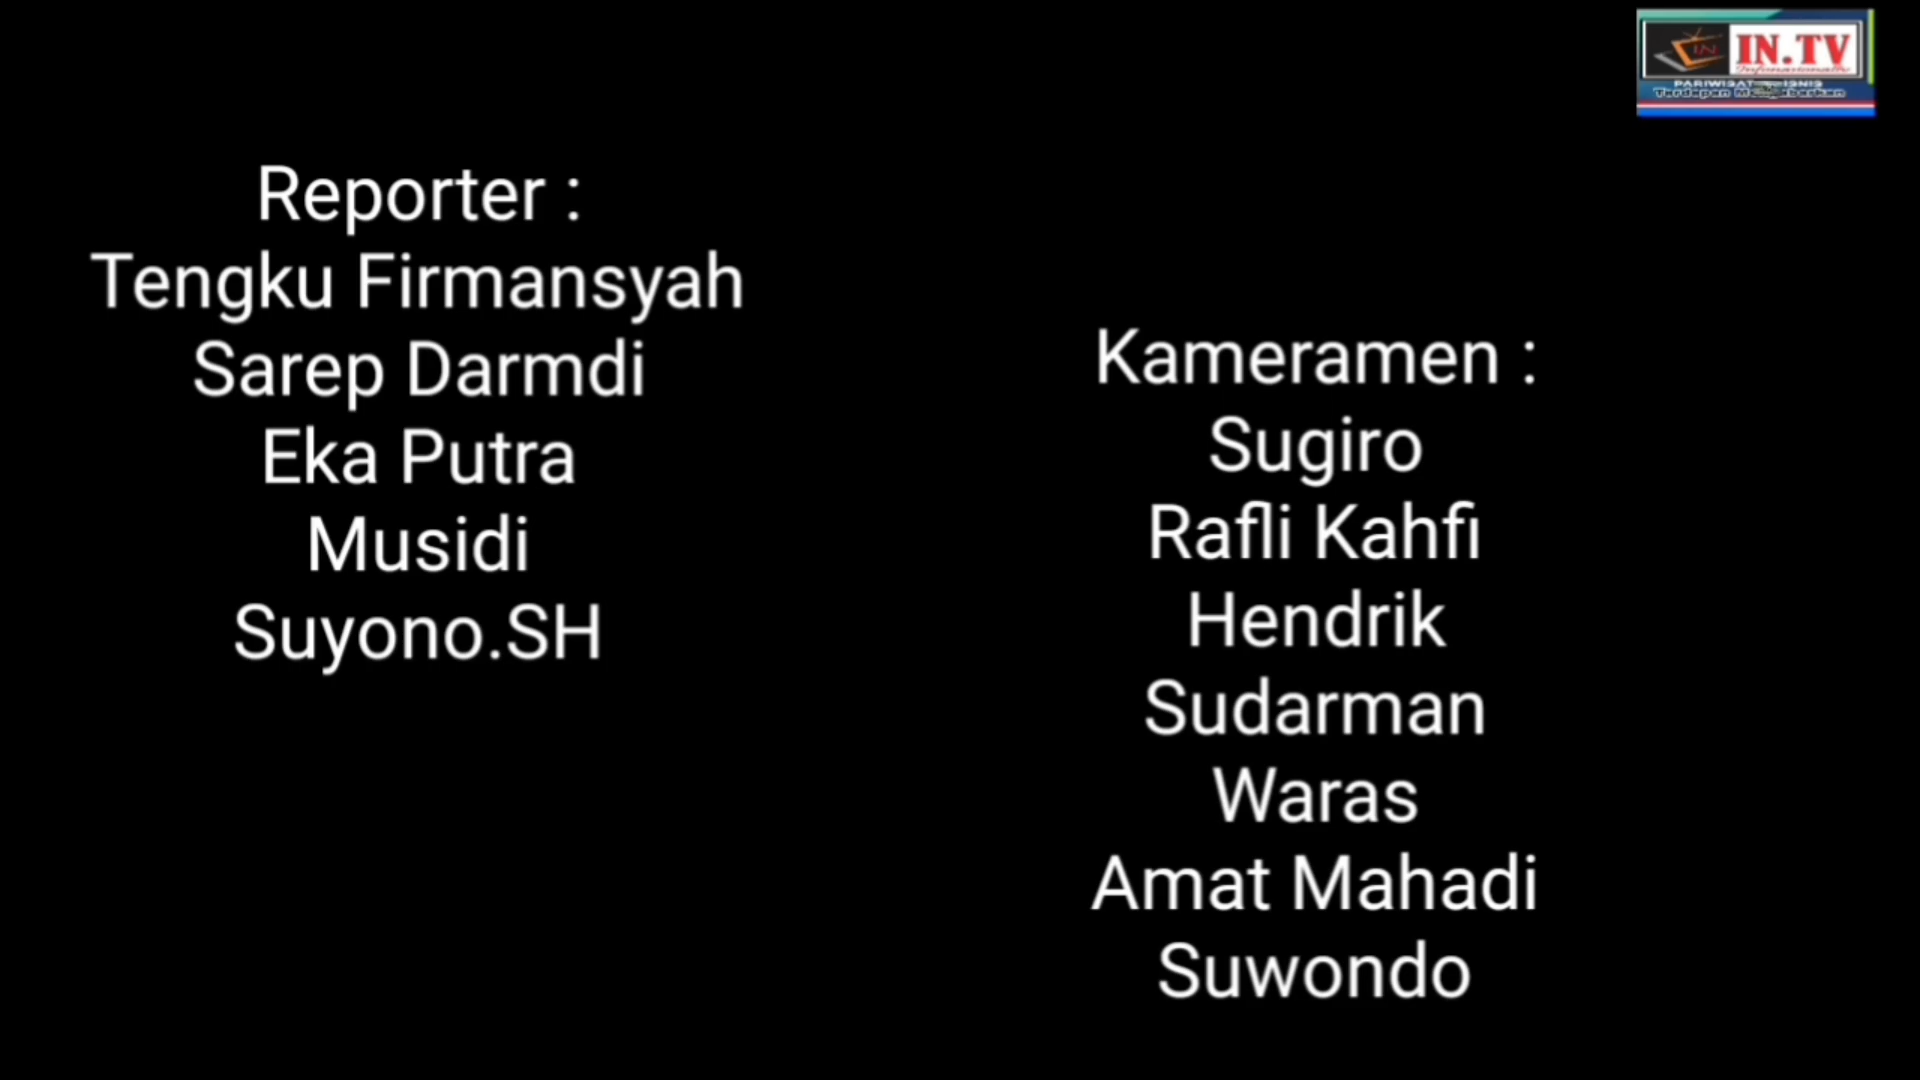 IN.TV
IN
Reporter :
Tengku Firmansyah
Sarep Darmdi
Eka Putra
Musidi
Suyono.SH
Kameramen :
Sugiro
Rafli Kahfi
Hendrik
Sudarman
Waras
Amat Mahadi
Suwondo